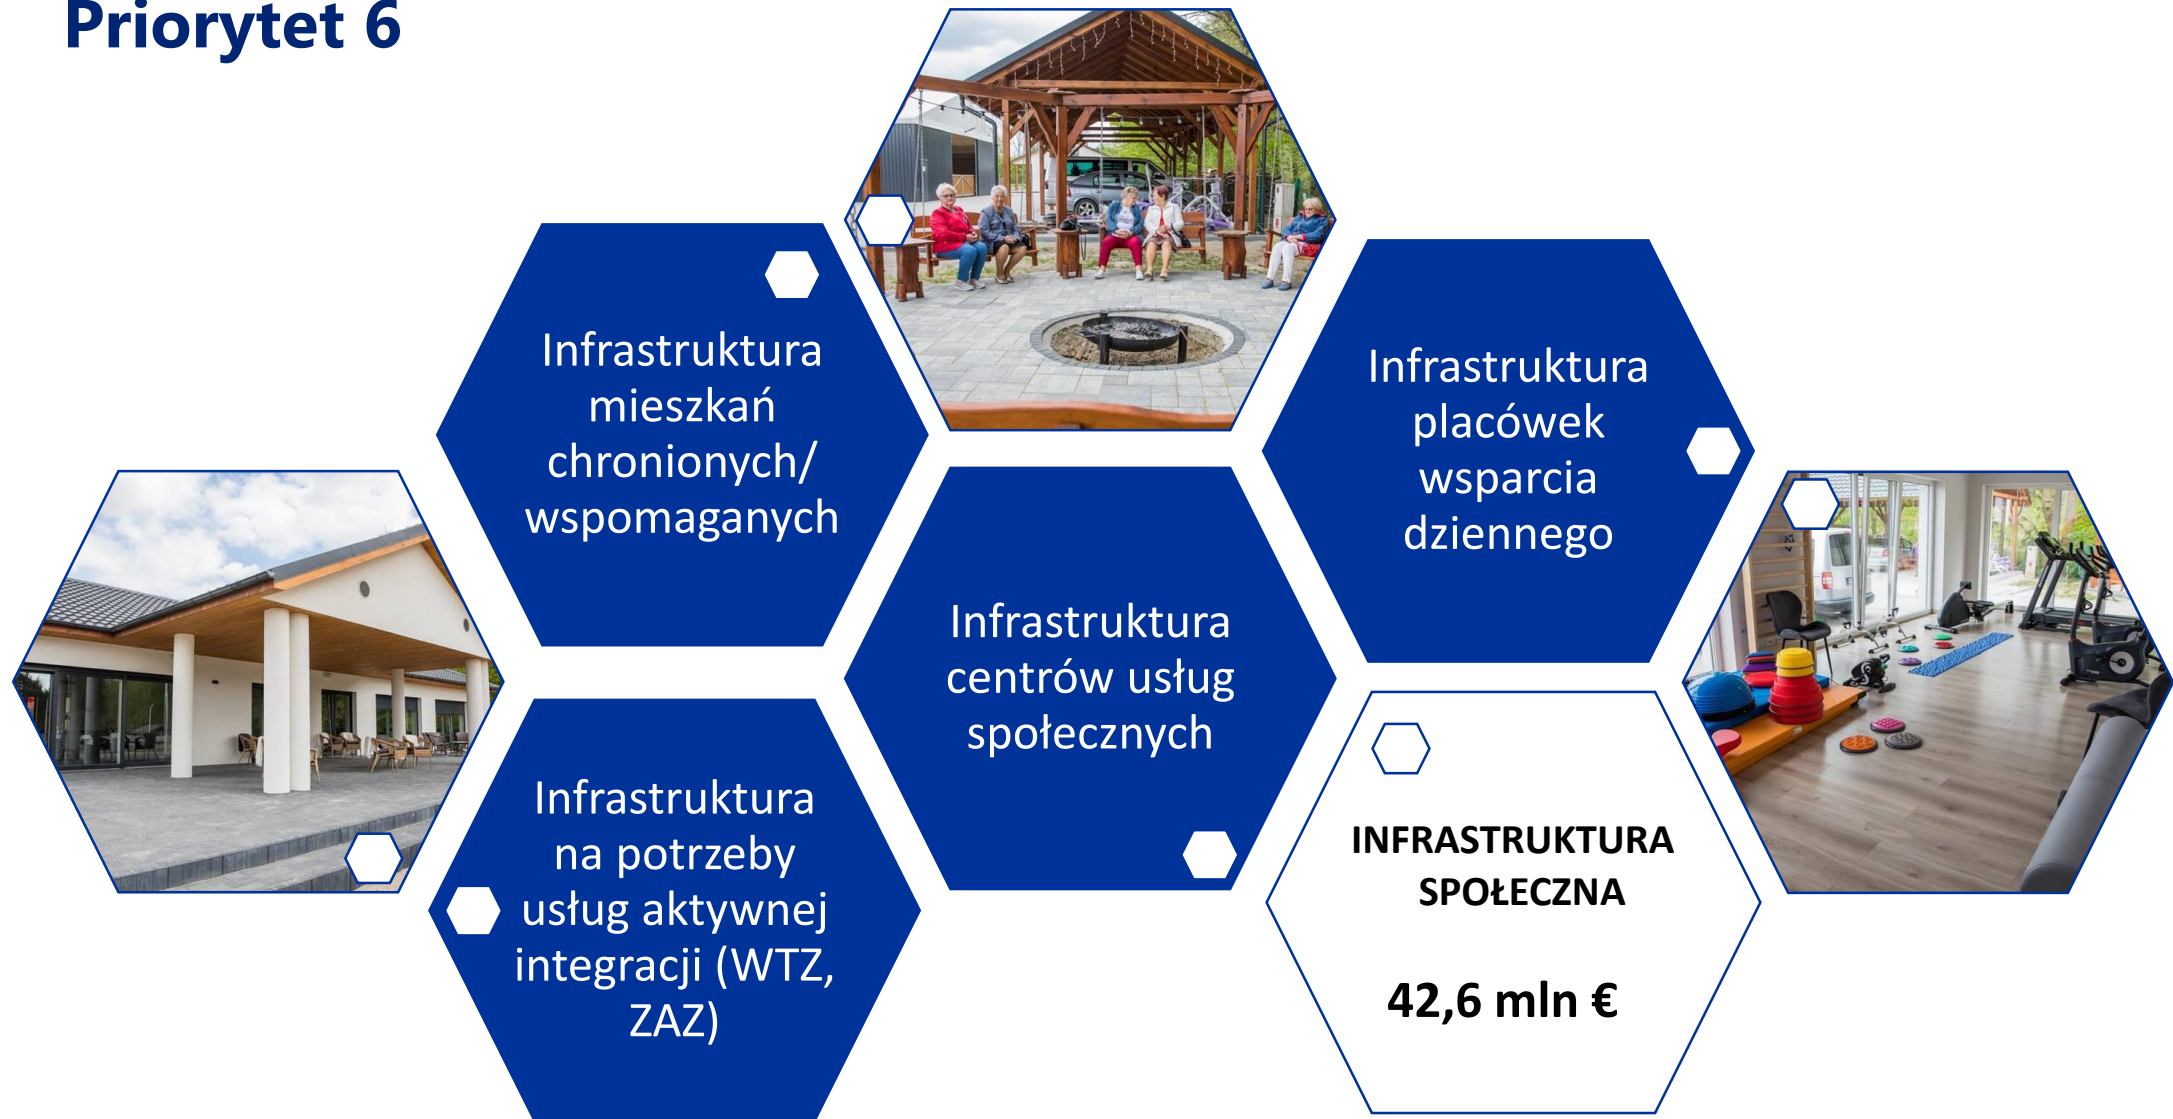 Priorytet 6
Infrastruktura
mieszkań
chronionych/
wspomaganych
Infrastruktura
placówek
wsparcia
dziennego
Infrastruktura
centrów usług
społecznych
Infrastruktura
na potrzeby
usług aktywnej
integracji (WTZ,
ZAZ)
INFRASTRUKTURA
SPOŁECZNA
42,6 mln €